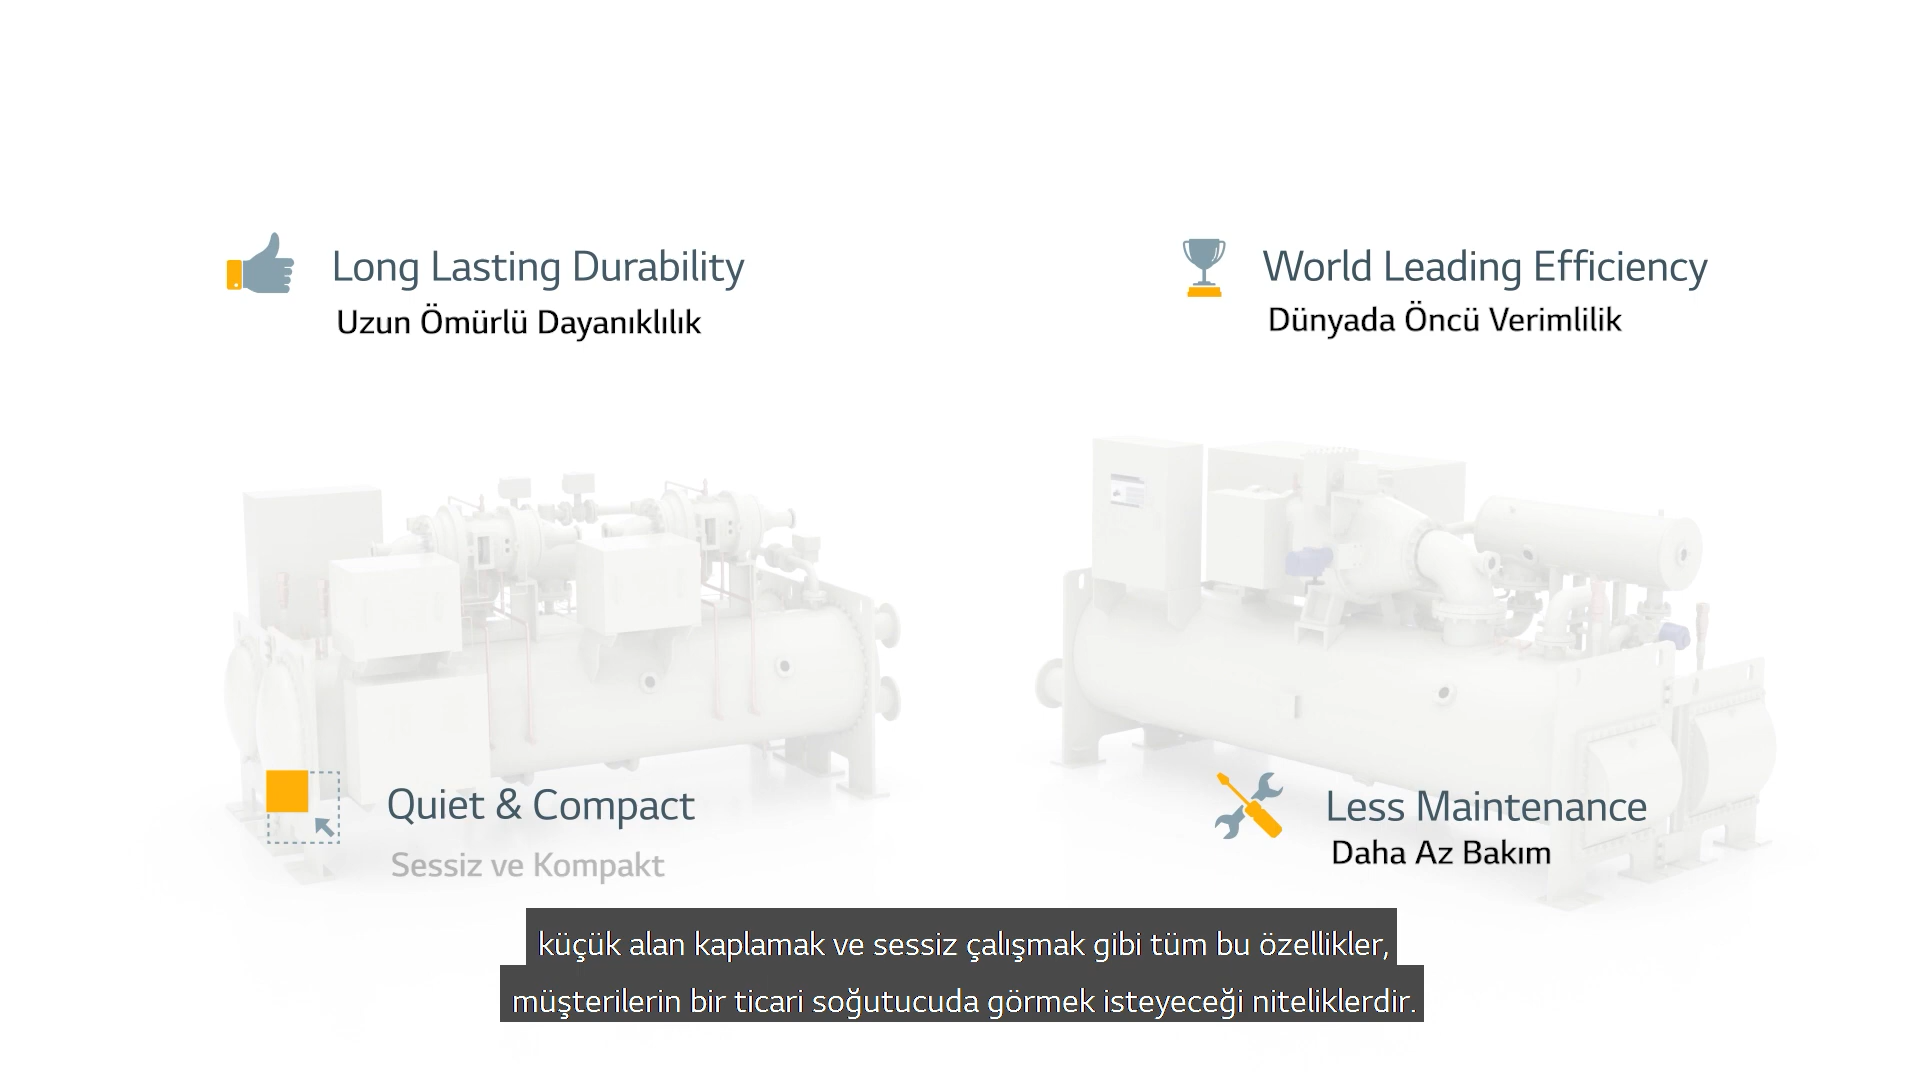 Long Lasting Durability
Uzun Ömürlü Dayanıklılık
World Leading Efficiency
Dünyada Öncü Verimlilik
Quiet & Compact
Sessiz ve Kompakt
Less Maintenance
Daha Az Bakım
küçük alan kaplamak ve sessiz çalışmak gibi tüm bu özellikler,
müşterilerin bir ticari soğutucuda görmek isteyeceği niteliklerdir.